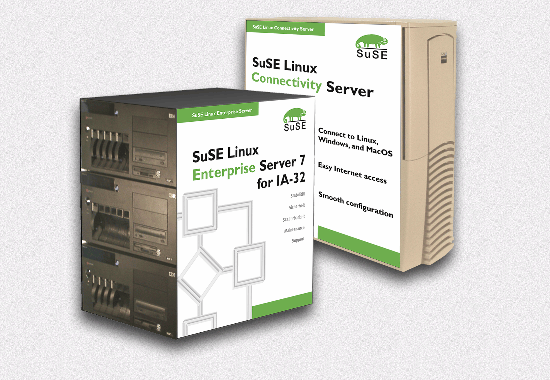 SuSE Linux Connectivity Server
SuSE
SuSE Linux
Connectivity Server
Connect to Linux,
Windows, and MacOS
Easy Internet access
Smooth configuration
SuSE Linux Enterprise Server
SuSE
SuSE Linux
Enterprise Server 7
for IA-32
Maintenance
Support